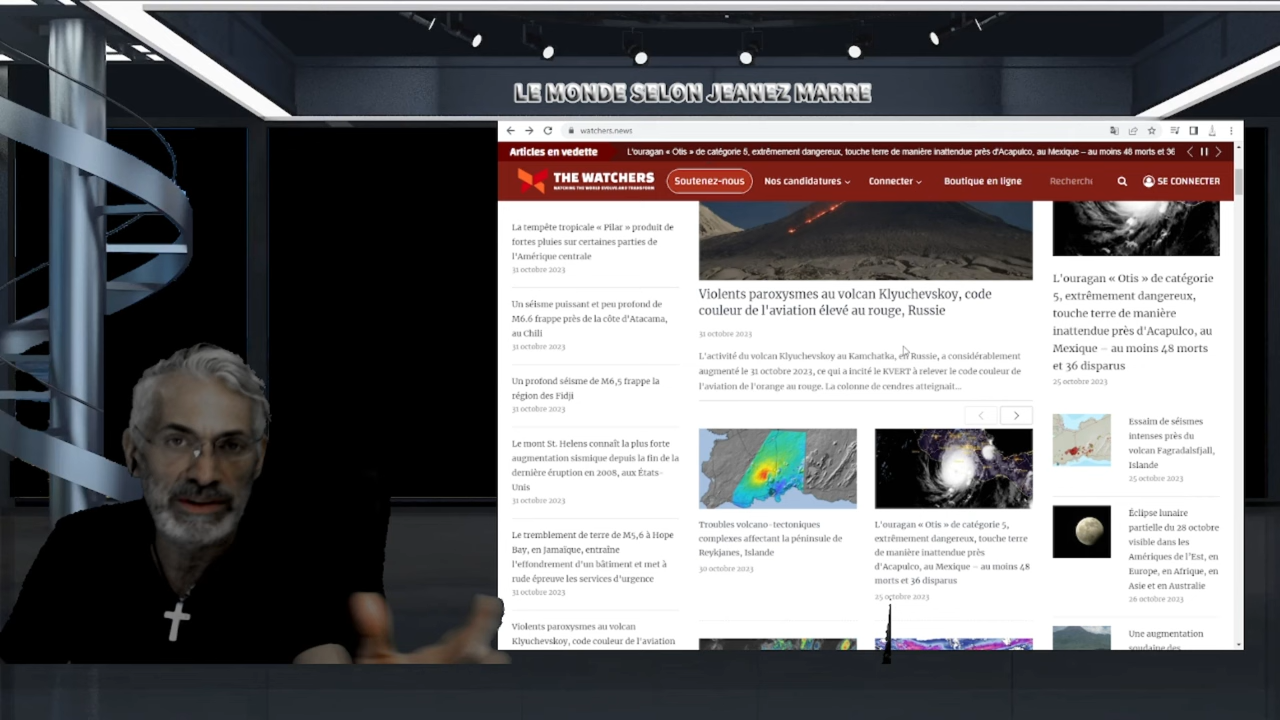 LE MONDE SELON JEANEZ MARRE
watchers.news
Articles en vedette
L'ouragan « Otis » de catégorie 5, extrêmement dangereux, touche terre de manière inattendue près d'Acapulco, au Mexique – au moins 48 morts et 36
THE WATCHERS
WATCHING THE WORLD EVOLVE AND TRANSFORM
Soutenez-nous
Nos candidatures
Connecter
Boutique en ligne
Recherche
SE CONNECTER
La tempête tropicale « Pilar » produit de
fortes pluies sur certaines parties de
l'Amérique centrale
31 octobre 2023
Un séisme puissant et peu profond de
M6.6 frappe près de la côte d'Atacama,
au Chili
31 octobre 2023
Un profond séisme de M6,5 frappe la
région des Fidji
31 octobre 2023
Le mont St. Helens connaît la plus forte
augmentation sismique depuis la fin de la
dernière éruption en 2008, aux États-
Unis
31 octobre 2023
Le tremblement de terre de M5,6 à Hope
Bay, en Jamaïque, entraîne
l'effondrement d'un bâtiment et met à
rude épreuve les services d'urgence
31 octobre 2023
Violents paroxysmes au volcan
Klyuchevskoy, code couleur de l'aviation
Violents paroxysmes au volcan Klyuchevskoy, code
couleur de l'aviation élevé au rouge, Russie
31 octobre 2023
L'activité du volcan Klyuchevskoy au Kamchatka, en Russie, a considérablement
augmenté le 31 octobre 2023, ce qui a incité le KVERT à relever le code couleur de
l'aviation de l'orange au rouge. La colonne de cendres atteignait...
Troubles volcano-tectoniques
complexes affectant la péninsule de
Reykjanes, Islande
30 octobre 2023
L'ouragan « Otis » de catégorie 5,
extrêmement dangereux, touche terre
de manière inattendue près
d'Acapulco, au Mexique – au moins 48
morts et 36 disparus
25 octobre 2023
L'ouragan « Otis » de catégorie
5, extrêmement dangereux,
touche terre de manière
inattendue près d'Acapulco, au
Mexique – au moins 48 morts
et 36 disparus
25 octobre 2023
Essaim de séismes
intenses près du
volcan Fagradalsfjall,
Islande
25 octobre 2023
Éclipse lunaire
partielle du 28 octobre
visible dans les
Amériques de l'Est, en
Europe, en Afrique, en
Asie et en Australie
26 octobre 2023
Une augmentation
soudaine des